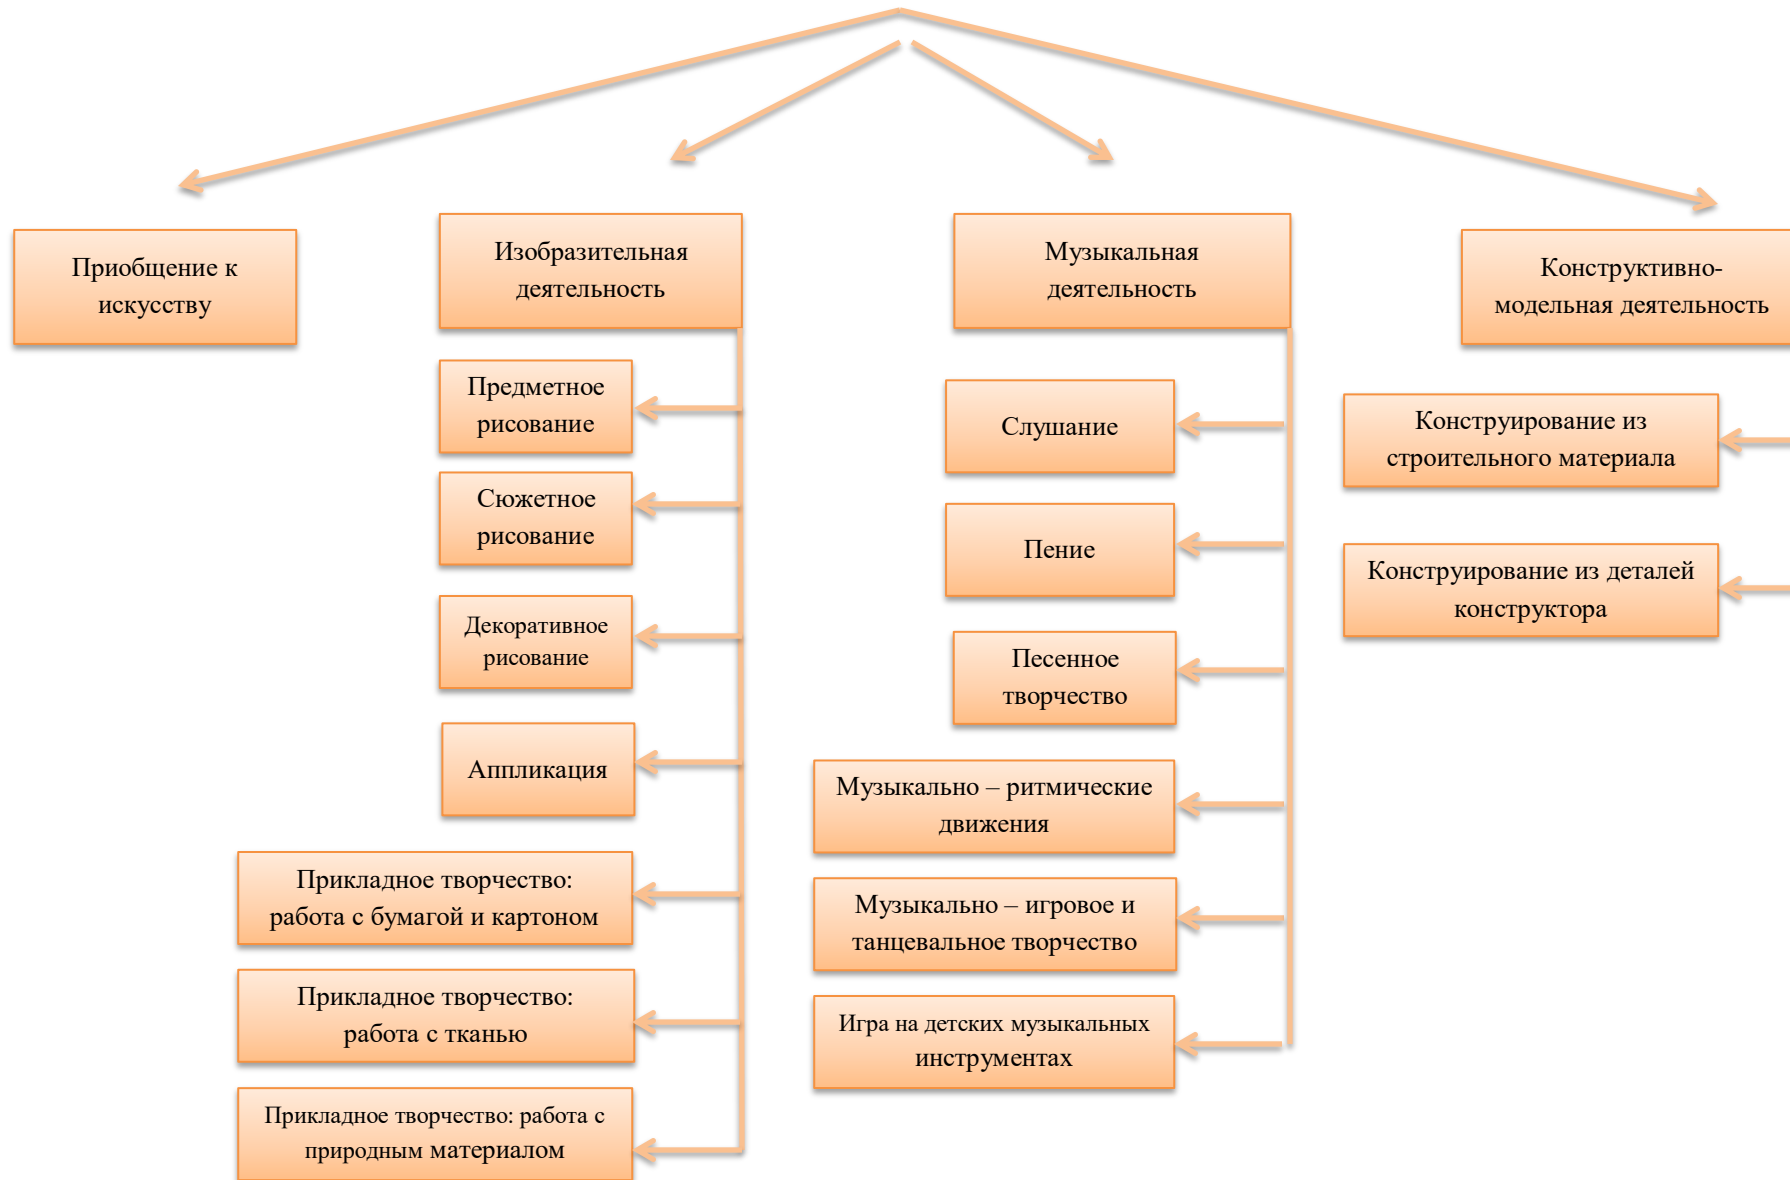 Приобщение к
искусству
Изобразительная
деятельность
Предметное
рисование
Сюжетное
рисование
Декоративное
рисование
Аппликация
Прикладное творчество:
работа с бумагой и картоном
Прикладное творчество:
работа с тканью
Прикладное творчество: работа с
природным материалом
Музыкальная
деятельность
Слушание
Пение
Песенное
творчество
Музыкально – ритмические
движения
Музыкально – игровое и
танцевальное творчество
Игра на детских музыкальных
инструментах
Конструктивно-
модельная деятельность
Конструирование из
строительного материала
Конструирование из деталей
конструктора